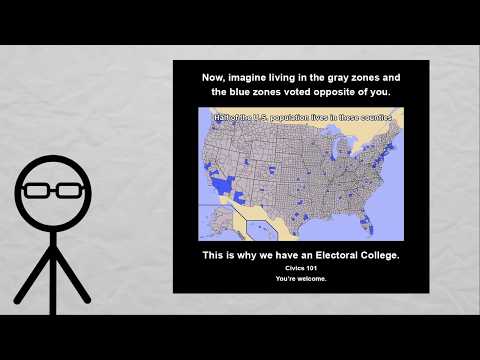 Now, imagine living in the gray zones and
the blue zones voted opposite of you.
Half of the U.S. population lives in these counties
This is why we have an Electoral College.
Civics 101
You're welcome.